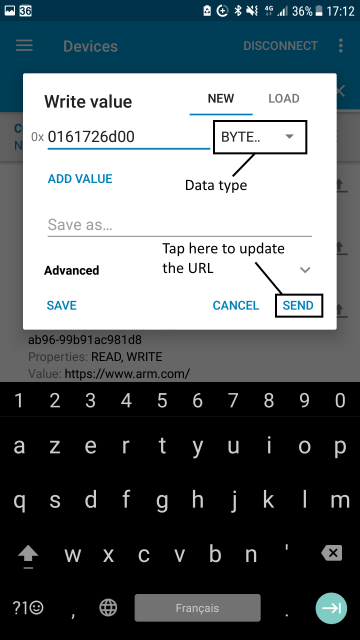 36 4G 36% 17:12
Devices DISCONNECT
Write value NEW LOAD
0x 0161726d00 BYTE..
Data type
ADD VALUE
Save as...
Tap here to update
the URL
Advanced
SAVE CANCEL SEND
ab96-99b91ac981d8
Properties: READ, WRITE
Value: https://www.arm.com/
1 2 3 4 5 6 7 8 9 0
a z e r t y u i o p
q s d f g h j k l m
w x c v b n '
?1☺ , Français .